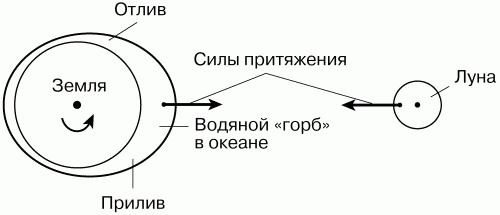 Отлив
Силы притяжения
Луна
Земля
Водяной «горб»
в океане
Прилив